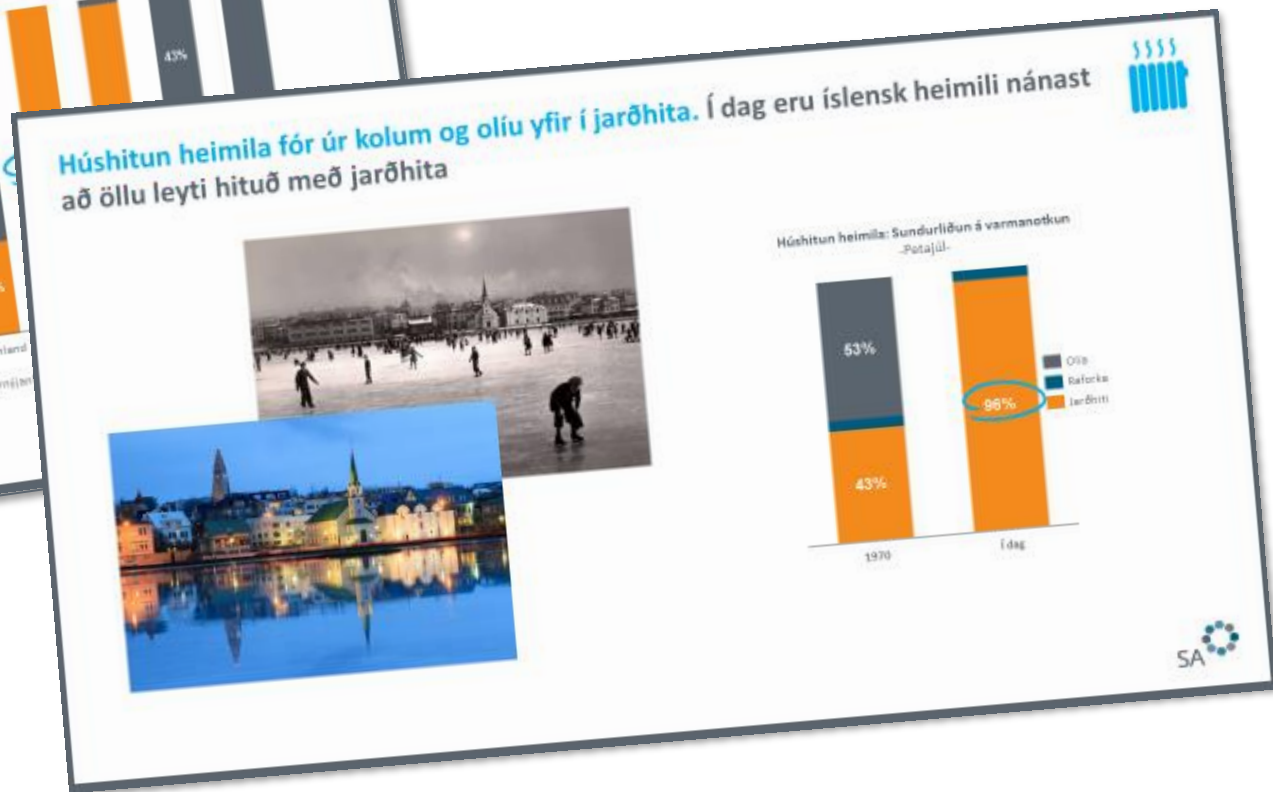 43%
Húshitun heimila fór úr kolum og olíu yfir í jarðhita. Í dag eru íslensk heimili nánast
að öllu leyti hituð með jarðhita
Húshitun heimila: Sundurliðun á varmanotkun
-Petajúl-
53%
43%
96%
Olía
Raforka
Jarðhiti
1970
Í dag
SA